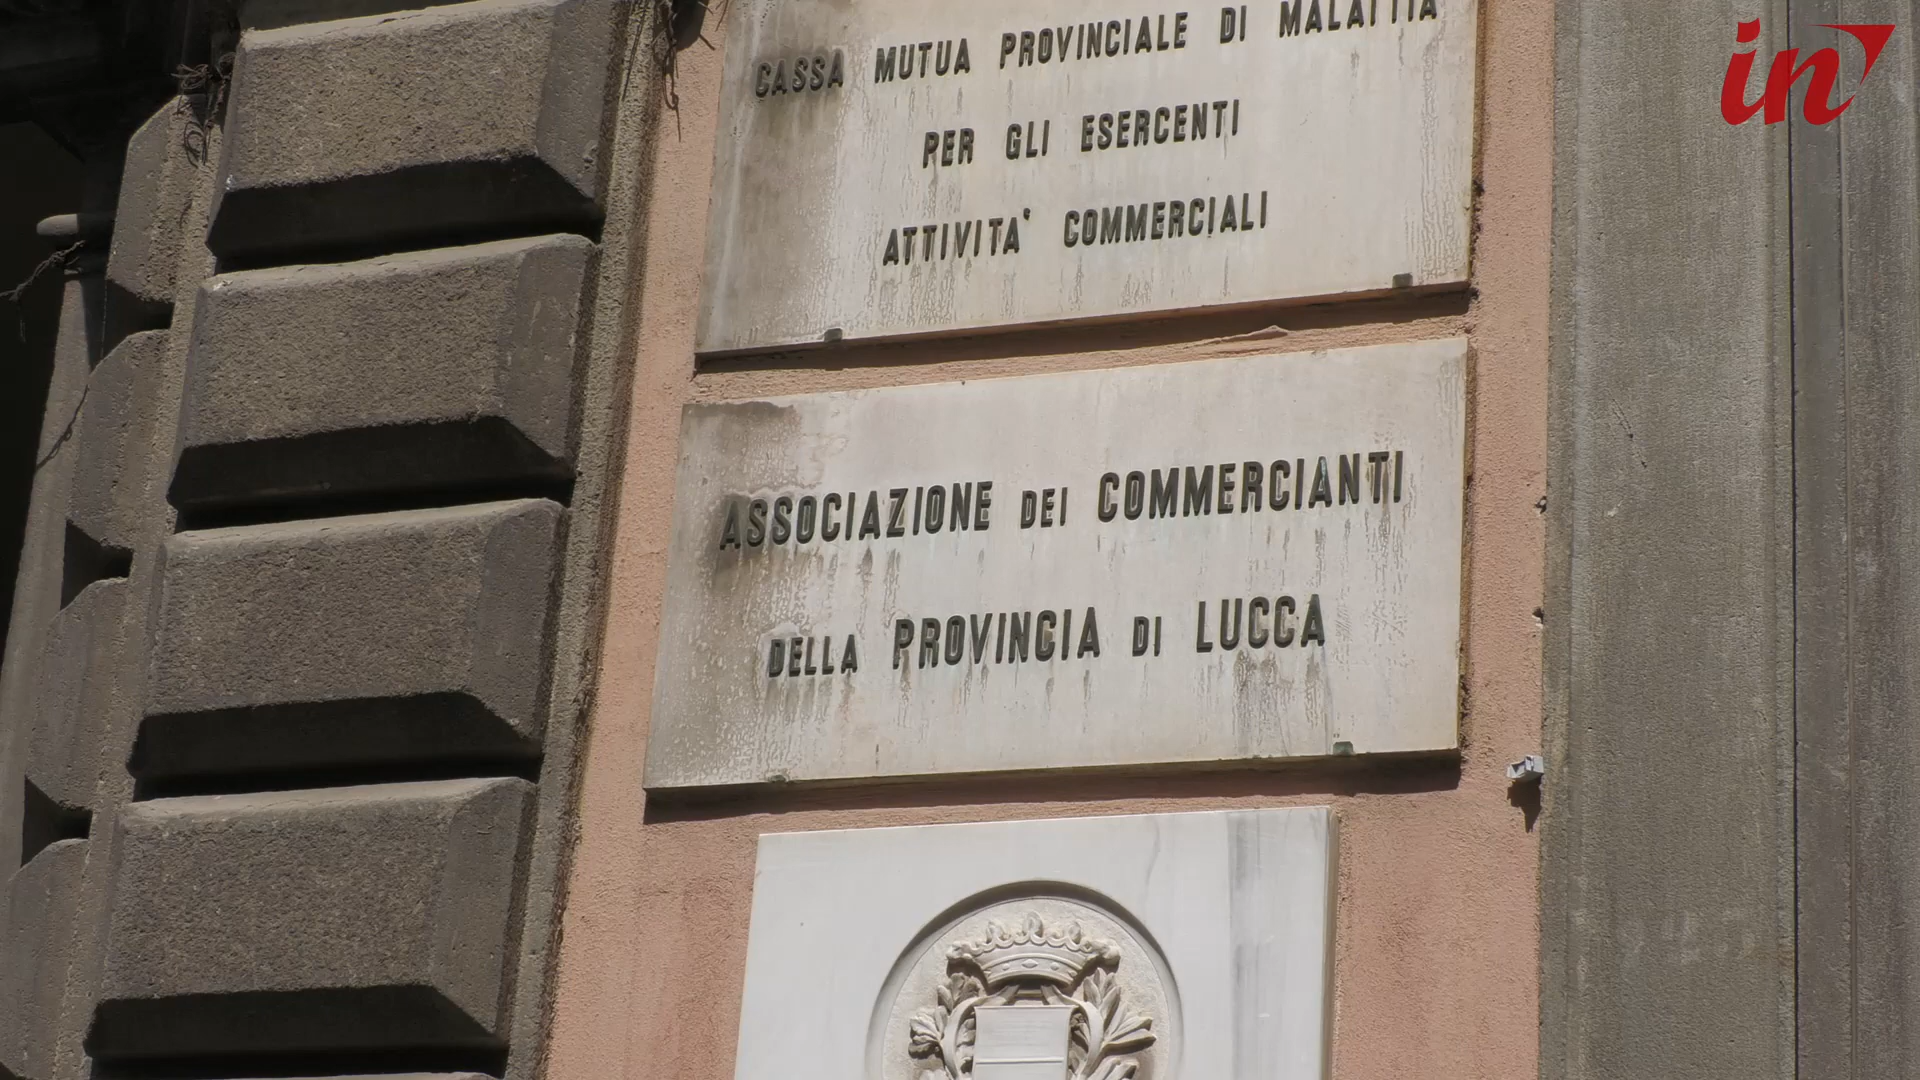 in
CASSA MUTUA PROVINCIALE DI MALATTIA
PER GLI ESERCENTI
ATTIVITA' COMMERCIALI
ASSOCIAZIONE DEI COMMERCIANTI
DELLA PROVINCIA DI LUCCA